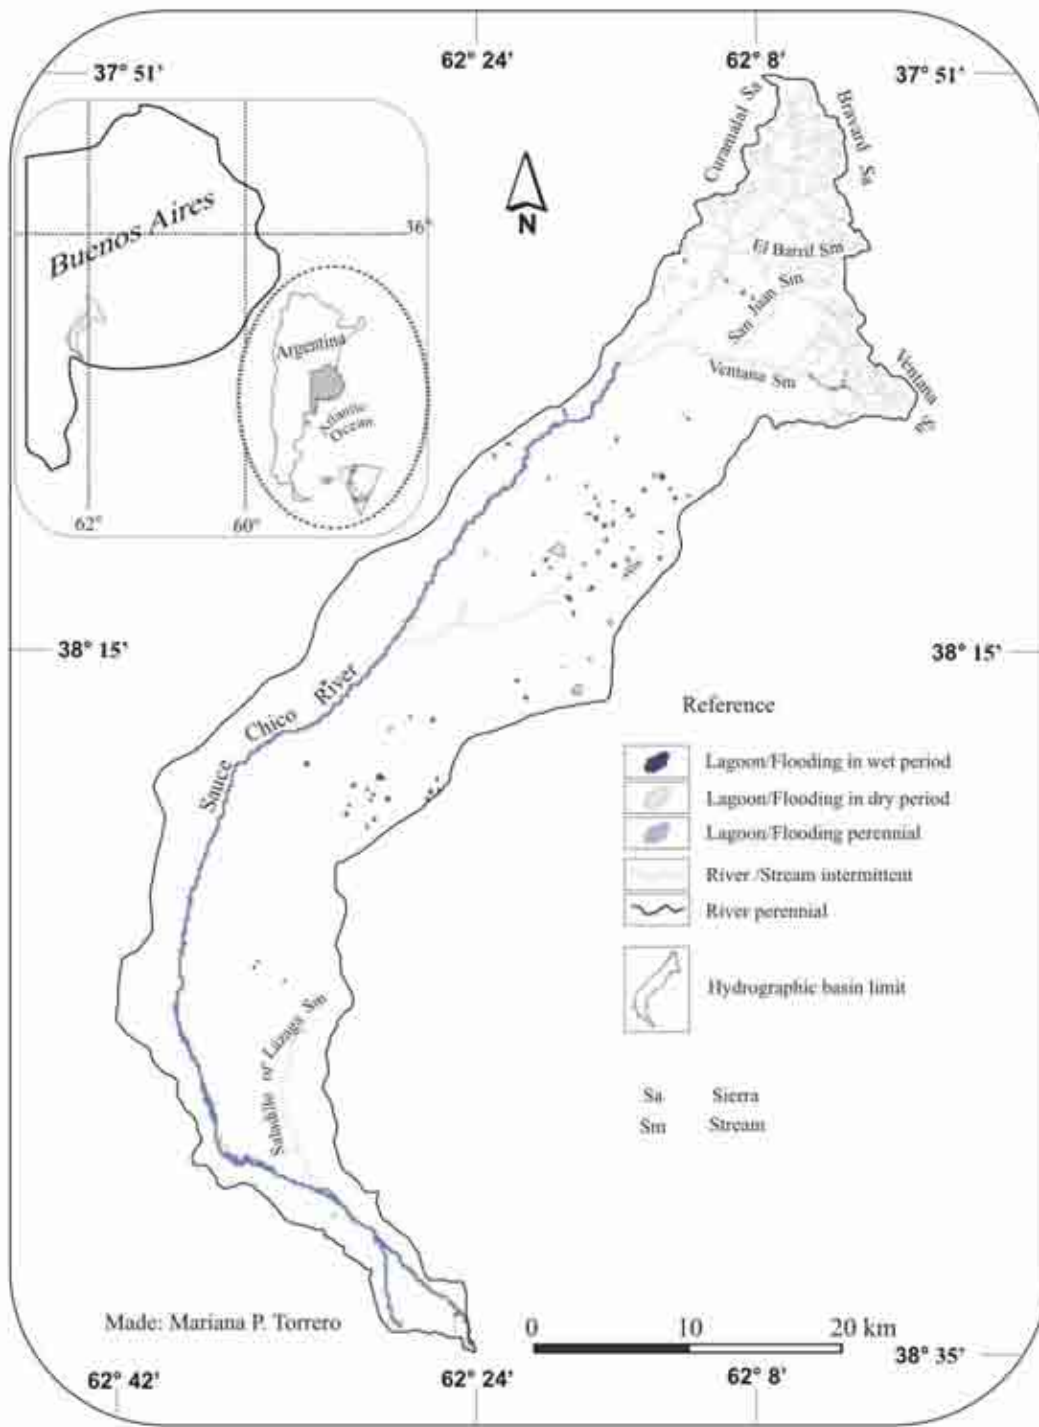 62° 24'
62° 8'
37° 51'
37° 51'
Curamalal Sa
Bravard Sa
N
36°
Buenos Aires
El Barril Sm
San Juan Sm
Argentina
Ventana Sm
Ventana Sa
Atlantic
Ocean
62°
60°
38° 15'
38° 15'
Sauce Chico River
Reference
Lagoon/Flooding in wet period
Lagoon/Flooding in dry period
Lagoon/Flooding perennial
River /Stream intermittent
River perennial
Hydrographic basin limit
Saladillo or Lúzaga Sm
Sa Sierra
Sm Stream
Made: Mariana P. Torrero
0 10 20 km
38° 35'
62° 42'
62° 24'
62° 8'